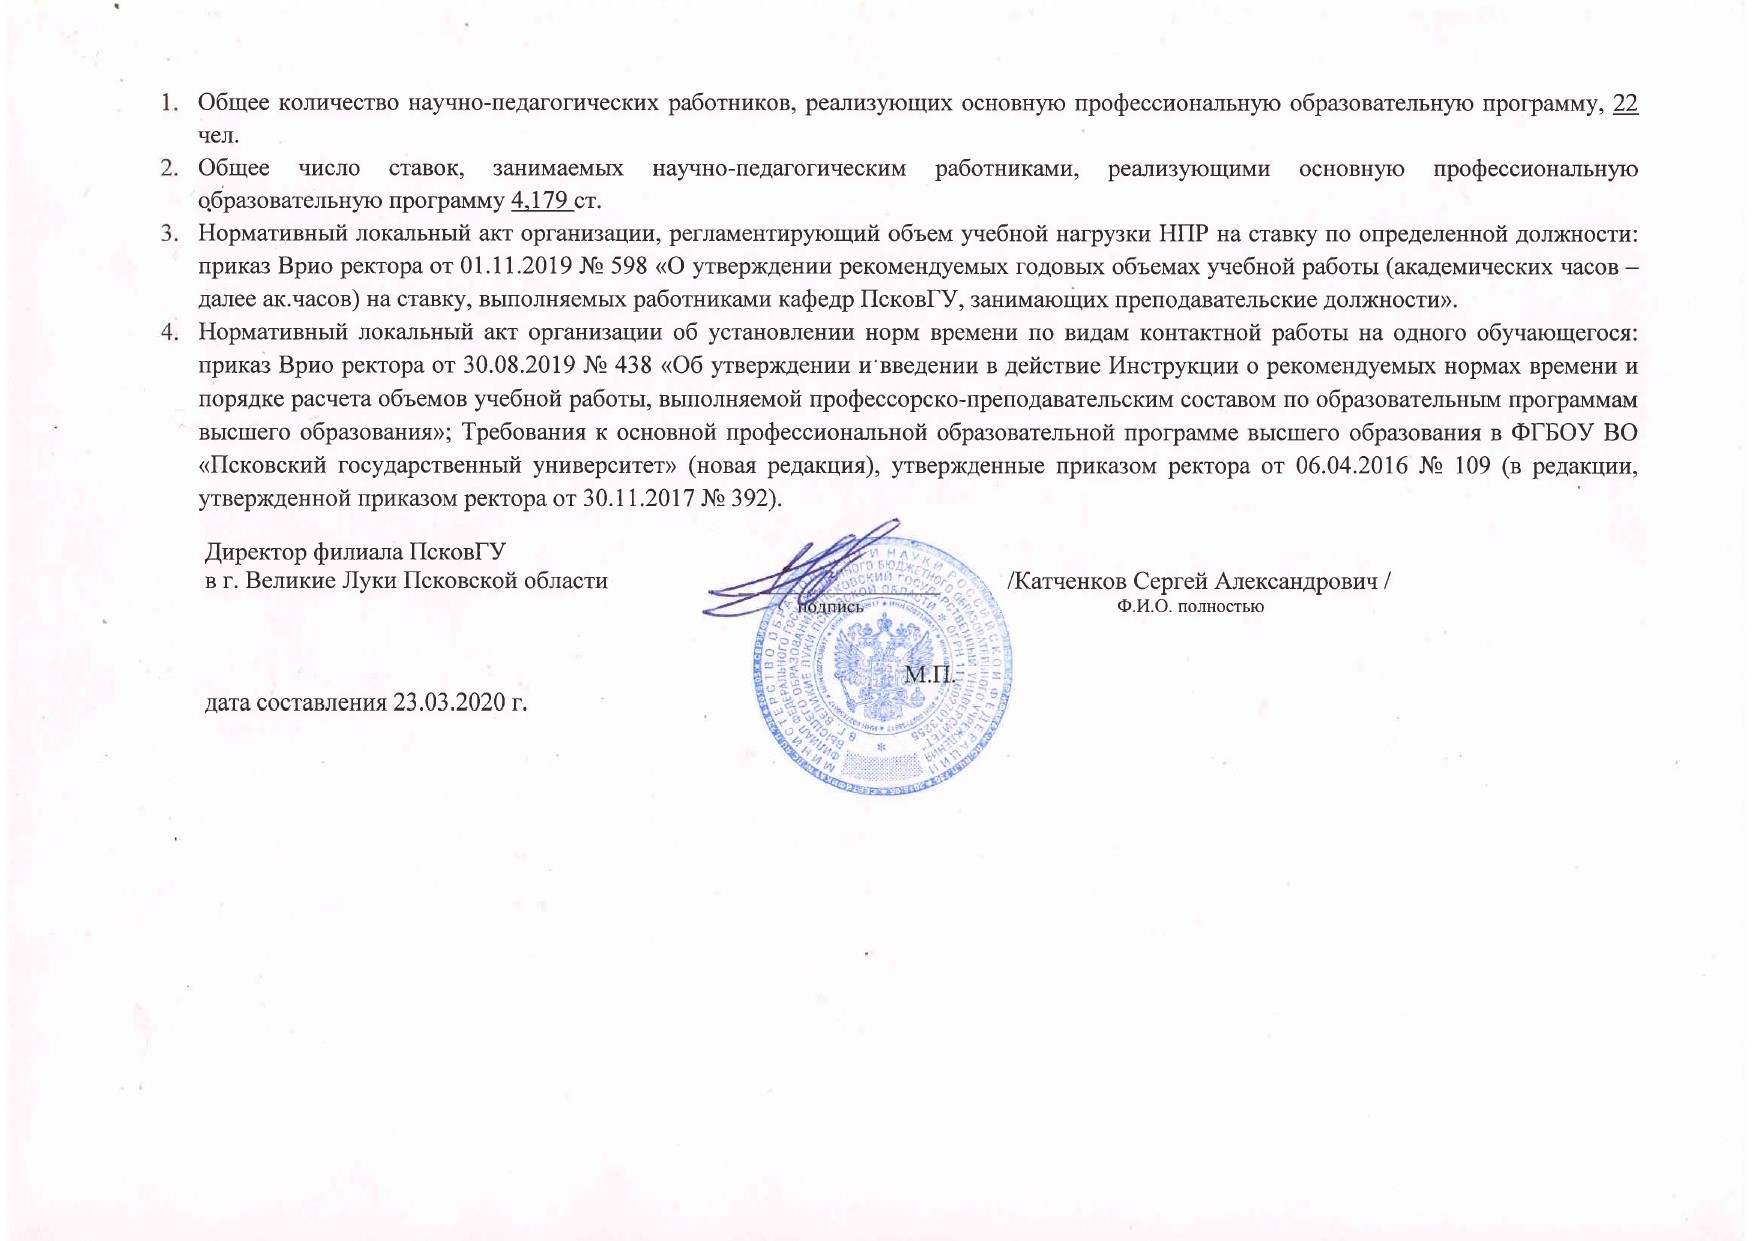 1. Общее количество научно-педагогических работников, реализующих основную профессиональную образовательную программу, 22
чел.
2. Общее число ставок, занимаемых научно-педагогическим работниками, реализующими основную профессиональную
образовательную программу 4,179 ст.
3. Нормативный локальный акт организации, регламентирующий объем учебной нагрузки НПР на ставку по определенной должности:
приказ Врио ректора от 01.11.2019 № 598 «О утверждении рекомендуемых годовых объемах учебной работы (академических часов –
далее ак.часов) на ставку, выполняемых работниками кафедр ПсковГУ, занимающих преподавательские должности».
4. Нормативный локальный акт организации об установлении норм времени по видам контактной работы на одного обучающегося:
приказ Врио ректора от 30.08.2019 № 438 «Об утверждении и введении в действие Инструкции о рекомендуемых нормах времени и
порядке расчета объемов учебной работы, выполняемой профессорско-преподавательским составом по образовательным программам
высшего образования»; Требования к основной профессиональной образовательной программе высшего образования в ФГБОУ ВО
«Псковский государственный университет» (новая редакция), утвержденные приказом ректора от 06.04.2016 № 109 (в редакции,
утвержденной приказом ректора от 30.11.2017 № 392).
Директор филиала ПсковГУ
в г. Великие Луки Псковской области /Катченков Сергей Александрович /
подпись Ф.И.О. полностью
М.П.
дата составления 23.03.2020 г.